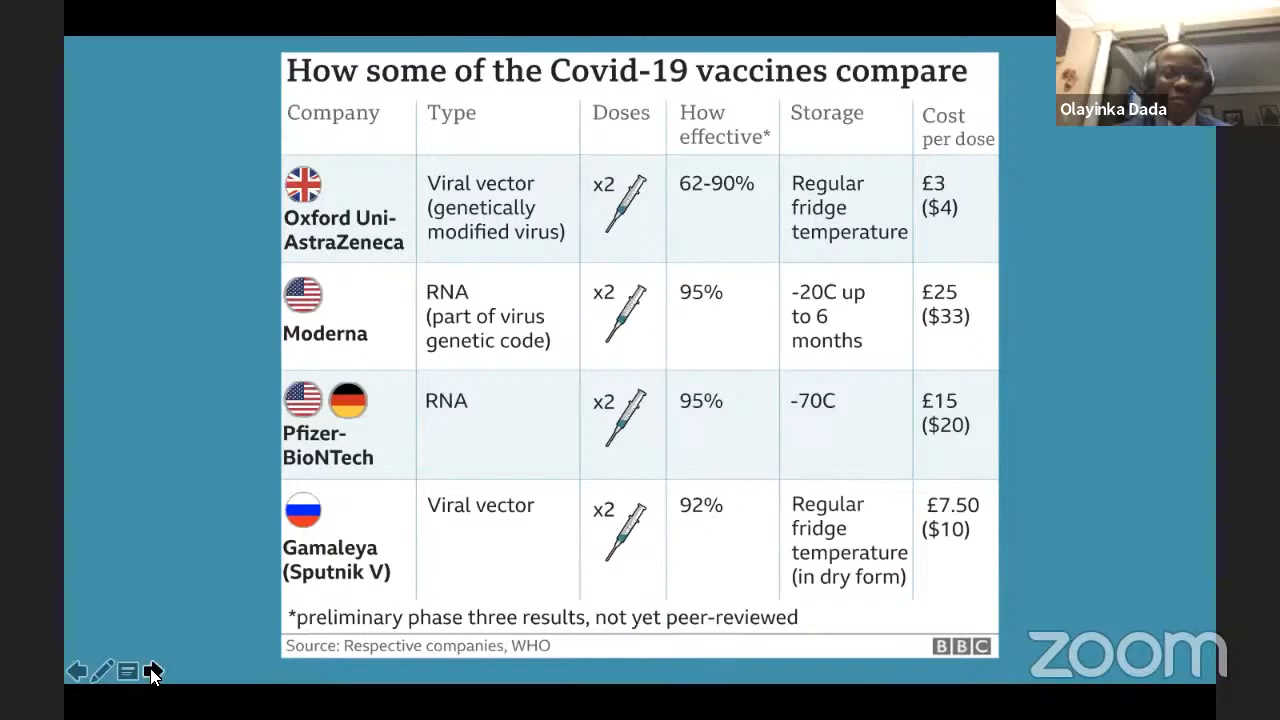 How some of the Covid-19 vaccines compare
Company Type Doses How effective* Storage Cost per dose
Oxford Uni-AstraZeneca Viral vector (genetically modified virus) x2 62-90% Regular fridge temperature £3 ($4)
Moderna RNA (part of virus genetic code) x2 95% -20C up to 6 months £25 ($33)
Pfizer-BioNTech RNA x2 95% -70C £15 ($20)
Gamaleya (Sputnik V) Viral vector x2 92% Regular fridge temperature (in dry form) £7.50 ($10)
*preliminary phase three results, not yet peer-reviewed
Source: Respective companies, WHO
BBC
Olayinka Dada
zoom